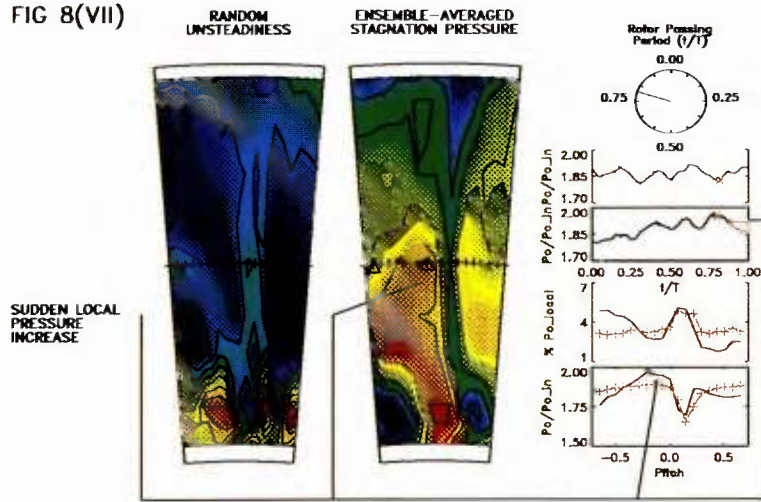 FIG 8(VII)
RANDOM
UNSTEADINESS
ENSEMBLE-AVERAGED
STAGNATION PRESSURE
Rotor Passing
Period (t/T)
0.00
0.75
0.25
0.50
2.00
1.85
1.70
Po/Po_in
2.00
1.85
1.70
Po/Po_in
0.00 0.25 0.50 0.75 1.00
t/T
SUDDEN LOCAL
PRESSURE
INCREASE
7
4
1
% Po_local
2.00
1.75
1.50
Po/Po_in
-0.5 0.0 0.5
Pitch